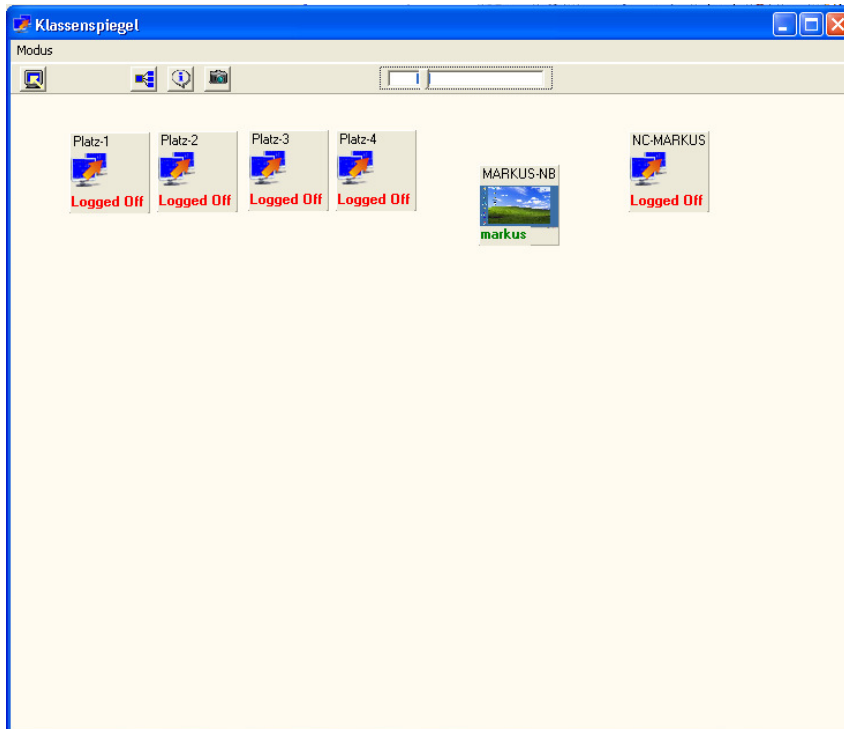 Klassenspiegel
Modus
Platz-1
Logged Off
Platz-2
Logged Off
Platz-3
Logged Off
Platz-4
Logged Off
MARKUS-NB
markus
NC-MARKUS
Logged Off